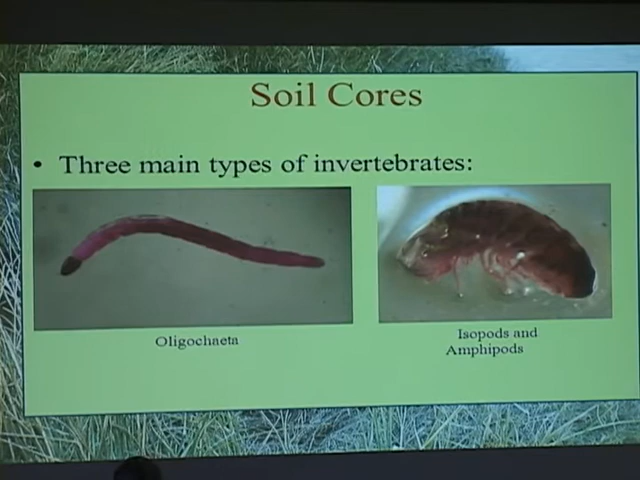 Soil Cores
• Three main types of invertebrates:
Oligochaeta
Isopods and
Amphipods